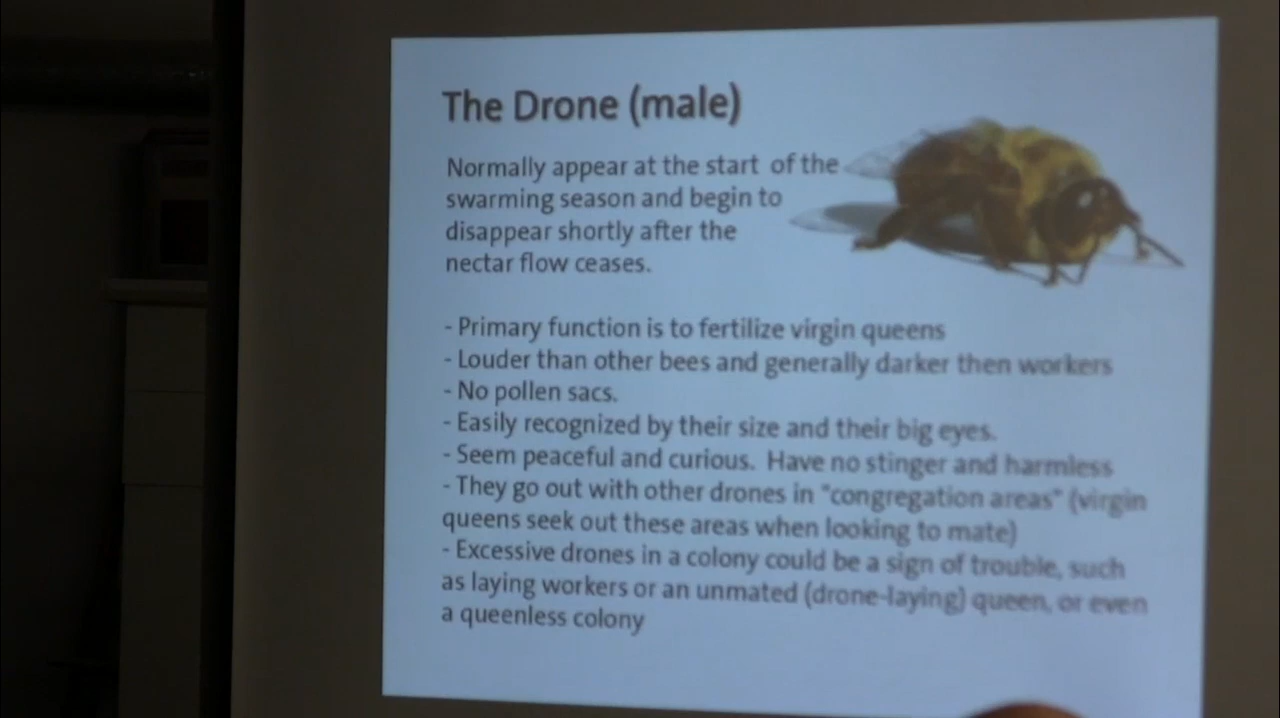 The Drone (male)
Normally appear at the start of the
swarming season and begin to
disappear shortly after the
nectar flow ceases.
- Primary function is to fertilize virgin queens
- Louder than other bees and generally darker then workers
- No pollen sacs.
- Easily recognized by their size and their big eyes.
- Seem peaceful and curious. Have no stinger and harmless
- They go out with other drones in "congregation areas" (virgin
queens seek out these areas when looking to mate)
- Excessive drones in a colony could be a sign of trouble, such
as laying workers or an unmated (drone-laying) queen, or even
a queenless colony